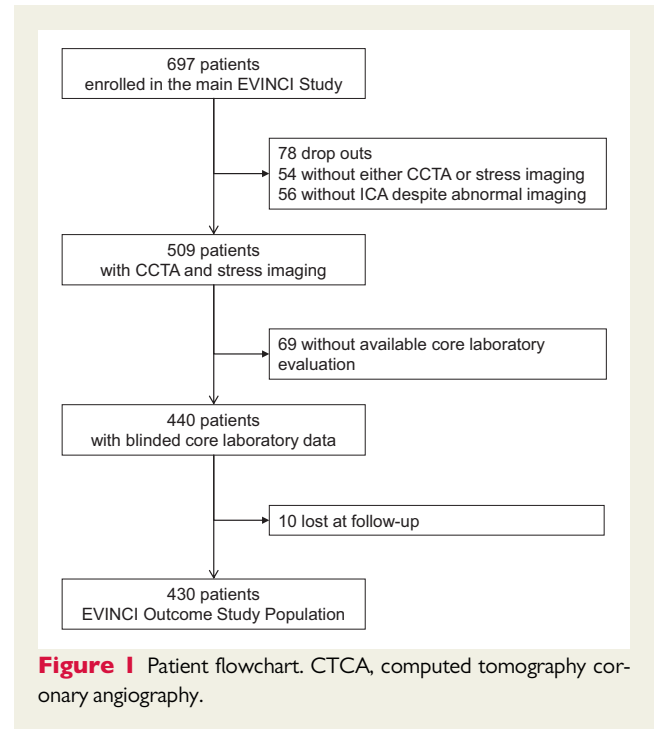 697 patients
enrolled in the main EVINCI Study
78 drop outs
54 without either CCTA or stress imaging
56 without ICA despite abnormal imaging
509 patients
with CCTA and stress imaging
69 without available core laboratory
evaluation
440 patients
with blinded core laboratory data
10 lost at follow-up
430 patients
EVINCI Outcome Study Population
Figure 1 Patient flowchart. CTCA, computed tomography cor-
onary angiography.